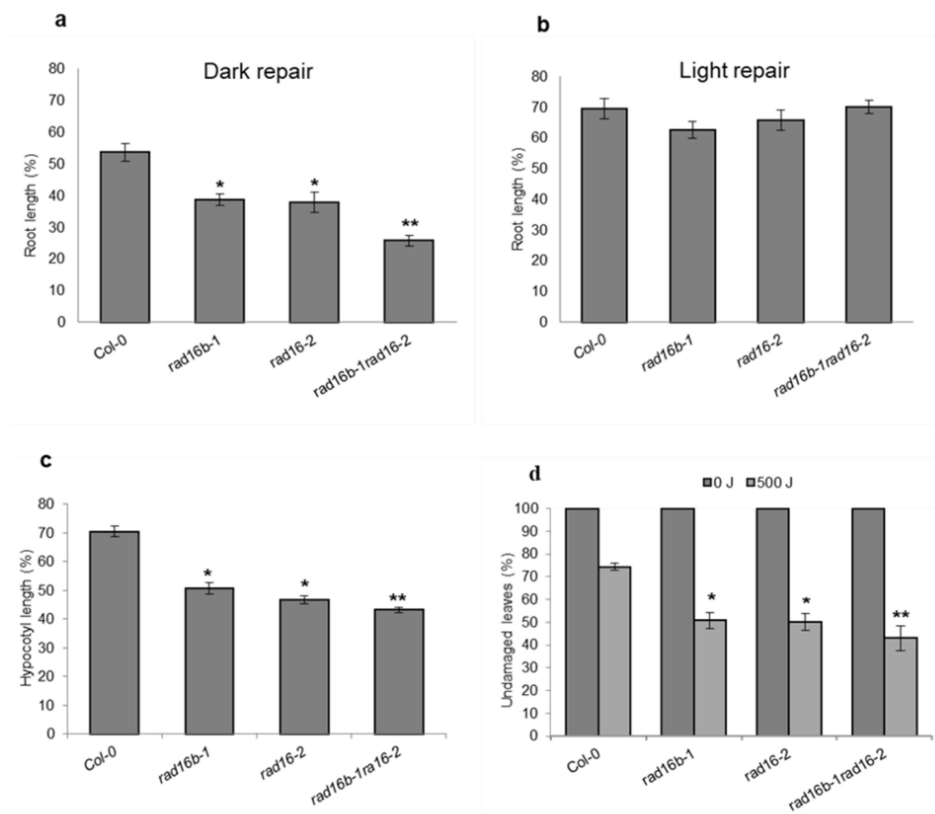 a
Dark repair
Root length (%)
80
70
60
50
40
30
20
10
0
*
*
**
Col-0
rad16b-1
rad16-2
rad16b-1rad16-2
b
Light repair
Root length (%)
80
70
60
50
40
30
20
10
0
Col-0
rad16b-1
rad16-2
rad16b-1rad16-2
c
Hypocotyl length (%)
80
70
60
50
40
30
20
10
0
*
*
**
Col-0
rad16b-1
rad16-2
rad16b-1ra16-2
d
0 J 500 J
Undamaged leaves (%)
100
90
80
70
60
50
40
30
20
10
0
*
*
**
Col-0
rad16b-1
rad16-2
rad16b-1rad16-2